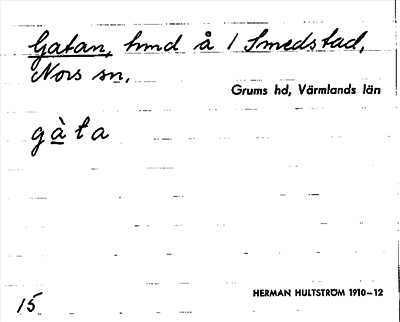 Gatan, hmd å 1 Smedstad,
Nors sn.
Grums hd, Värmlands län
gàta
HERMAN HULTSTRÖM 1910–12
15